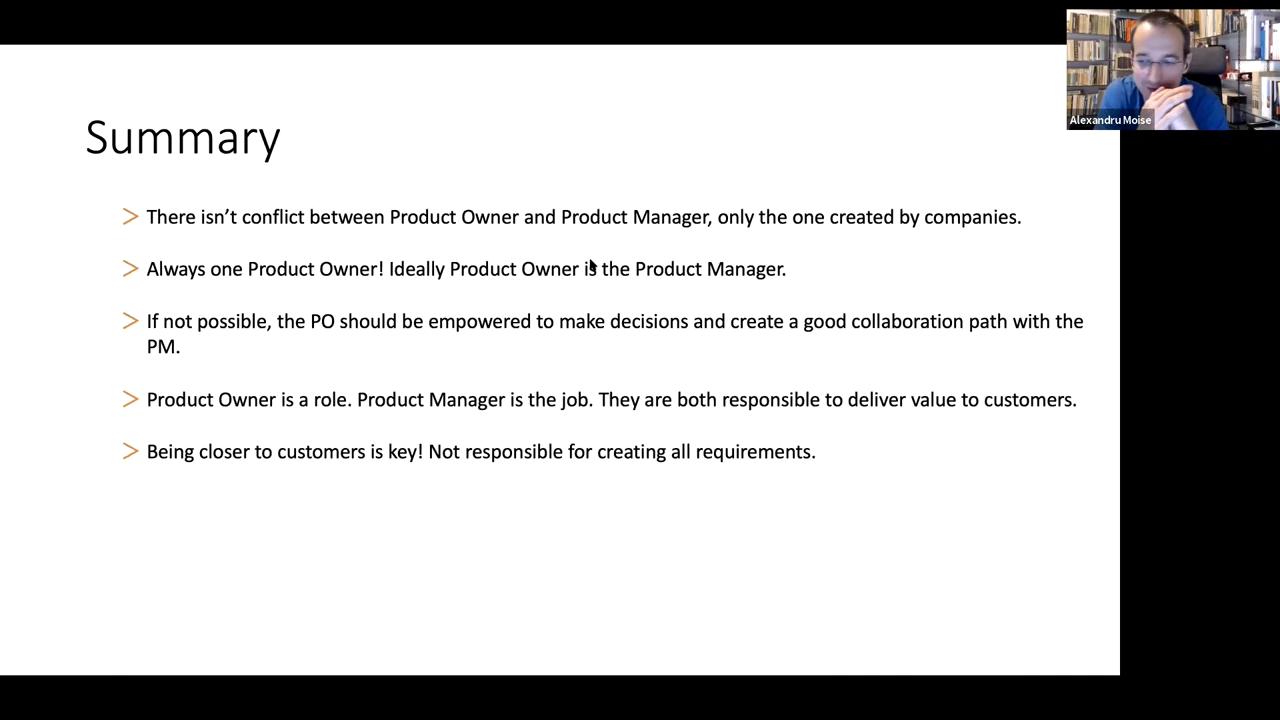 Alexandru Moise
Summary
> There isn’t conflict between Product Owner and Product Manager, only the one created by companies.
> Always one Product Owner! Ideally Product Owner is the Product Manager.
> If not possible, the PO should be empowered to make decisions and create a good collaboration path with the
PM.
> Product Owner is a role. Product Manager is the job. They are both responsible to deliver value to customers.
> Being closer to customers is key! Not responsible for creating all requirements.